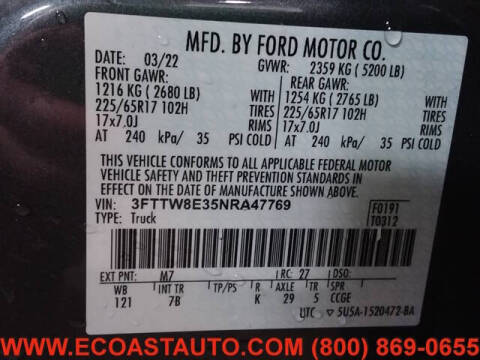 MFD. BY FORD MOTOR CO.
DATE: 03/22 GVWR: 2359 KG ( 5200 LB)
FRONT GAWR: REAR GAWR:
1216 KG ( 2680 LB) 1254 KG ( 2765 LB)
225/65R17 102H TIRES 225/65R17 102H TIRES
17x7.0J RIMS 17x7.0J RIMS
AT 240 kPa/ 35 PSI COLD AT 240 kPa/ 35 PSI COLD
THIS VEHICLE CONFORMS TO ALL APPLICABLE FEDERAL MOTOR
VEHICLE SAFETY AND THEFT PREVENTION STANDARDS IN EFFECT
ON THE DATE OF MANUFACTURE SHOWN ABOVE.
VIN: 3FTTW8E35NRA47769 F0191
TYPE: Truck T0312
EXT PNT: M7 RC: 27 DSO:
WB INT TR TP/PS R AXLE TR SPR
121 7B K 29 5 CCGE
UTC ▽ 5U5A-1520472-BA
WWW.ECOASTAUTO.COM | (800) 869-0655